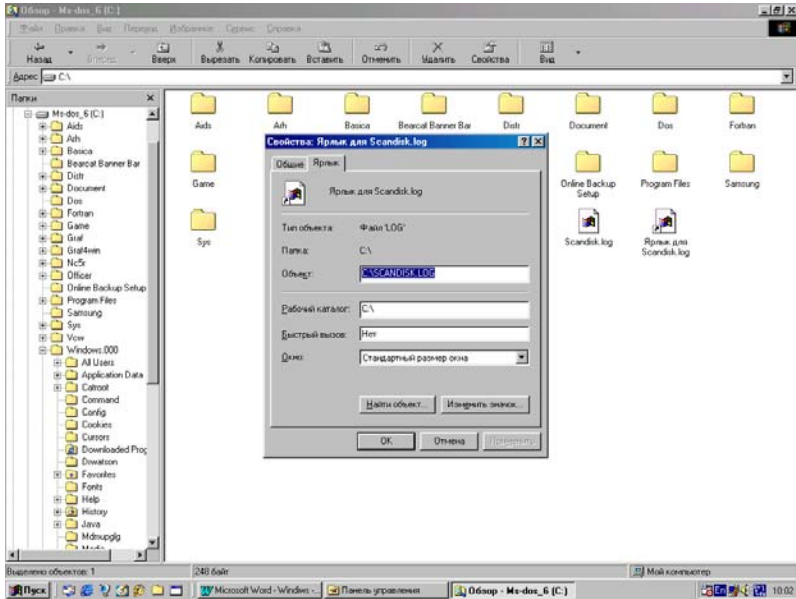 Обзор - Ms-dos_6 (C:)
Файл Правка Вид Переход Избранное Сервис Справка
Назад Вперед Вверх Вырезать Копировать Вставить Отменить Удалить Свойства Вид
Адрес C:\
Папки
Ms-dos_6 (C:)
Aids
Arh
Basica
Bearcat Banner Bar
Distr
Document
Dos
Fortran
Game
Graf
Graf4win
Nc5r
Officer
Online Backup Setup
Program Files
Samsung
Sys
Vcw
Windows.000
All Users
Application Data
Catroot
Command
Config
Cookies
Cursors
Downloaded Prog
Drwatson
Favorites
Fonts
Help
History
Java
Mdmupglg
Media
Aids Arh Basica Bearcat Banner Bar Distr Document Dos Fortran
Game Online Backup Setup Program Files Samsung
Sys Scandisk.log Ярлык для Scandisk.log
Свойства: Ярлык для Scandisk.log
Общие Ярлык
Ярлык для Scandisk.log
Тип объекта: Файл "LOG"
Папка: C:\
Объект: C:\SCANDISK.LOG
Рабочий каталог: C:\
Быстрый вызов: Нет
Окно: Стандартный размер окна
Найти объект... Изменить значок...
OK Отмена Применить
Выделено объектов: 1 248 байт Мой компьютер
Пуск Microsoft Word - Windws -... Панель управления Обзор - Ms-dos_6 (C:) En 10:02